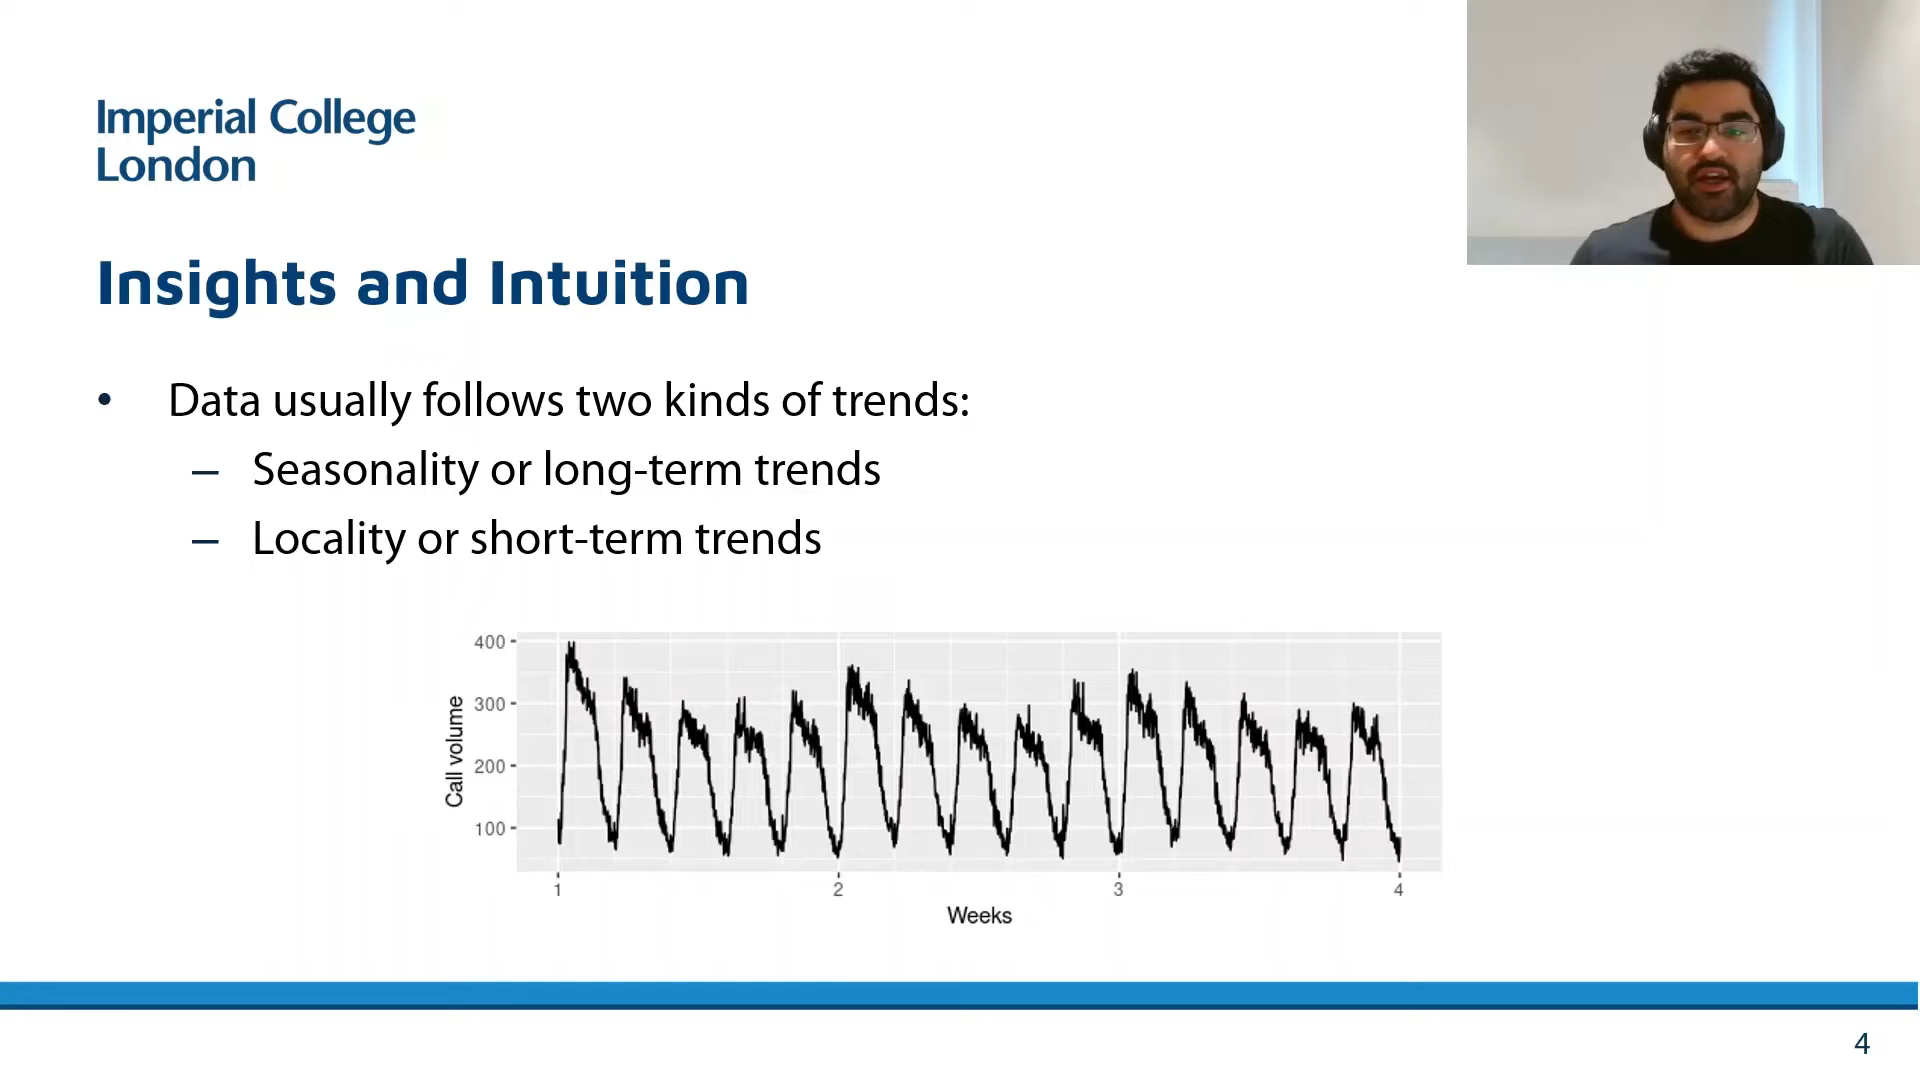 Imperial College
London
Insights and Intuition
• Data usually follows two kinds of trends:
– Seasonality or long-term trends
– Locality or short-term trends
400
300
200
100
Call volume
1 2 3 4
Weeks
4